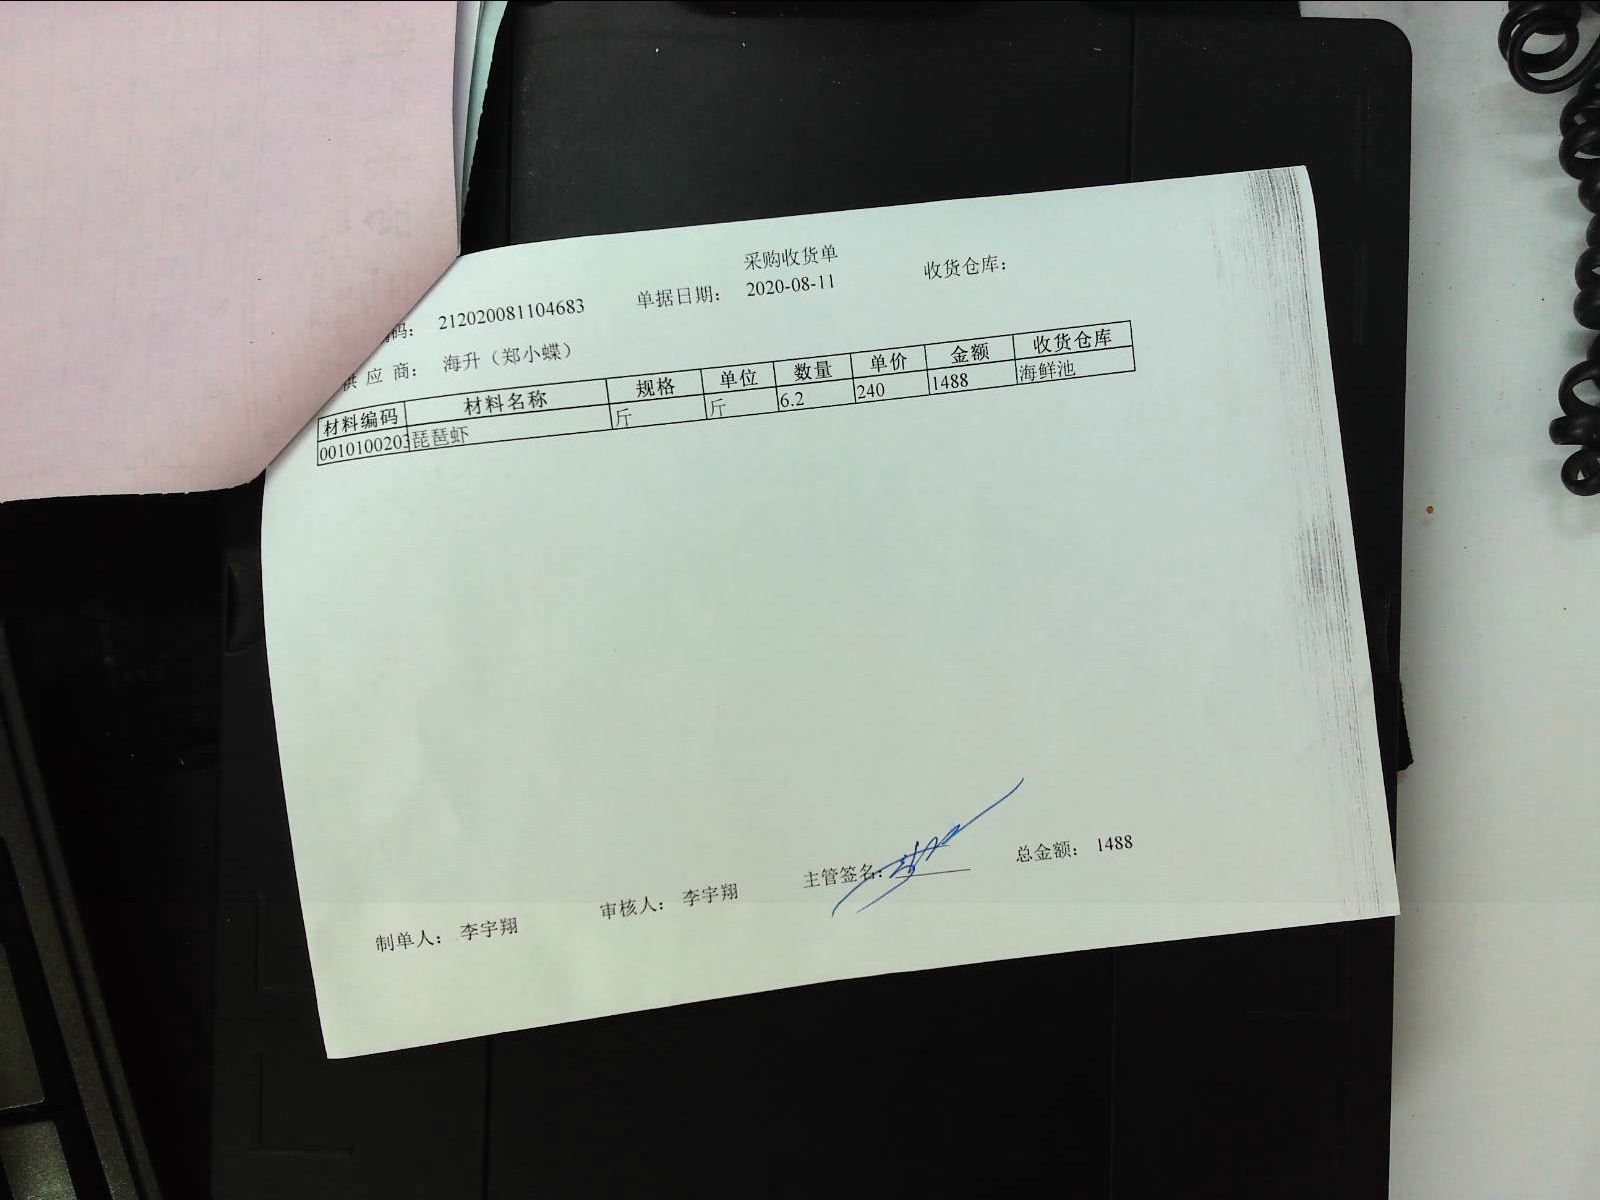 采购收货单
码: 212020081104683 单据日期: 2020-08-11 收货仓库:
供 应 商: 海升（郑小蝶）
材料编码 材料名称 规格 单位 数量 单价 金额 收货仓库
0010100203 琵琶虾 斤 斤 6.2 240 1488 海鲜池
制单人: 李宇翔 审核人: 李宇翔 主管签名: 总金额: 1488